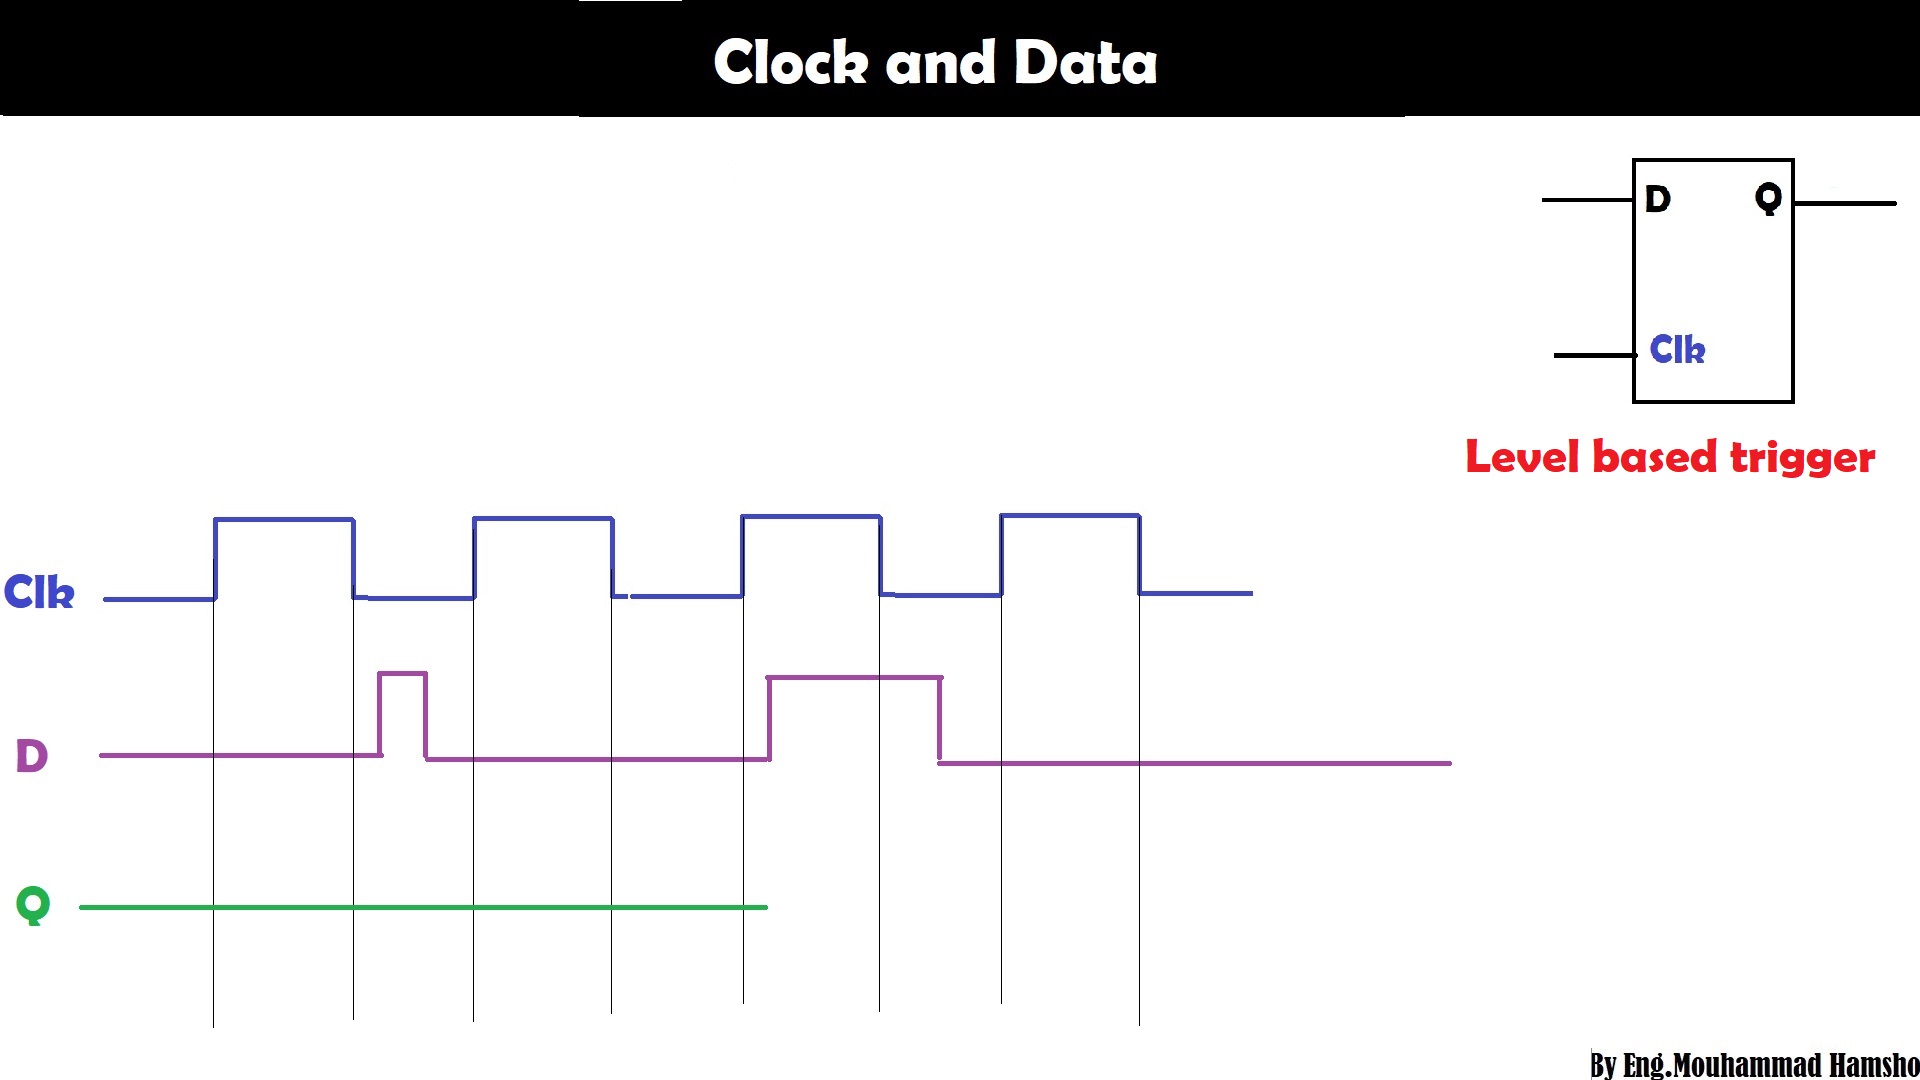 Clock and Data
D Q
Clk
Level based trigger
Clk
D
Q
By Eng.Mouhammad Hamsho